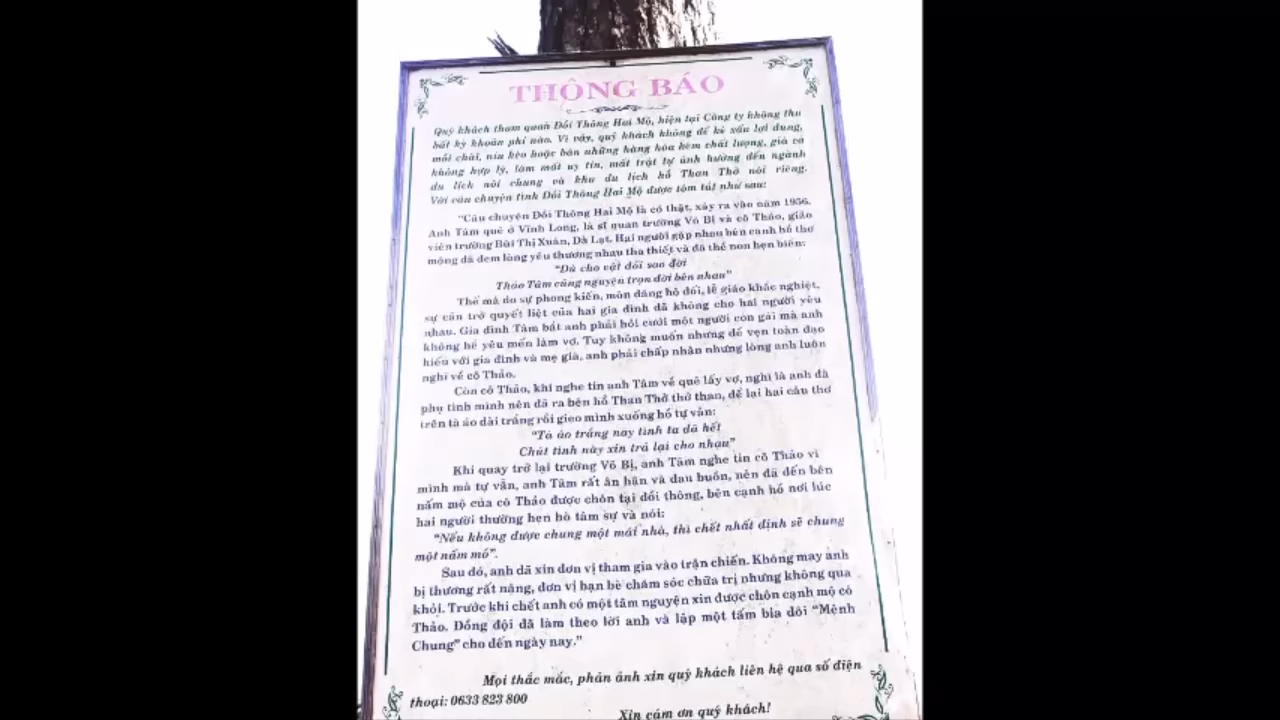 THÔNG BÁO
Quý khách tham quan Đồi Thông Hai Mộ, hiện tại Công ty không thu
bất kỳ khoản phí nào. Vì vậy, quý khách không để kẻ xấu lợi dụng,
mồi chài, níu kéo hoặc bán những hàng hóa kém chất lượng, giá cả
không hợp lý, làm mất uy tín, mất trật tự ảnh hưởng đến ngành
du lịch nói chung và khu du lịch hồ Than Thở nói riêng.
Với câu chuyện tình Đồi Thông Hai Mộ được tóm tắt như sau:
"Câu chuyện Đồi Thông Hai Mộ là có thật, xảy ra vào năm 1956.
Anh Tâm quê ở Vĩnh Long, là sĩ quan trường Võ Bị và cô Thảo, giáo
viên trường Bùi Thị Xuân, Đà Lạt. Hai người gặp nhau bên cạnh hồ thơ
mộng đã đem lòng yêu thương nhau tha thiết và đã thề non hẹn biển:
"Dù cho vật đổi sao dời
Thảo Tâm cũng nguyện trọn đời bên nhau"
Thế mà do sự phong kiến, môn đăng hộ đối, lễ giáo khắc nghiệt,
sự cản trở quyết liệt của hai gia đình đã không cho hai người yêu
nhau. Gia đình Tâm bắt anh phải hỏi cưới một người con gái mà anh
không hề yêu mến làm vợ. Tuy không muốn nhưng để vẹn toàn đạo
hiếu với gia đình và mẹ già, anh phải chấp nhận nhưng lòng anh luôn
nghĩ về cô Thảo.
Còn cô Thảo, khi nghe tin anh Tâm về quê lấy vợ, nghĩ là anh đã
phụ tình mình nên đã ra bên hồ Than Thở thở than, để lại hai câu thơ
trên tà áo dài trắng rồi gieo mình xuống hồ tự vẫn:
"Tà áo trắng nay tình ta đã hết
Chút tình này xin trả lại cho nhau"
Khi quay trở lại trường Võ Bị, anh Tâm nghe tin cô Thảo vì
mình mà tự vẫn, anh Tâm rất ân hận và đau buồn, nên đã đến bên
nấm mộ của cô Thảo được chôn tại đồi thông, bên cạnh hồ nơi lúc
hai người thường hẹn hò tâm sự và nói:
"Nếu không được chung một mái nhà, thì chết nhất định sẽ chung
một nấm mồ".
Sau đó, anh đã xin đơn vị tham gia vào trận chiến. Không may anh
bị thương rất nặng, đơn vị bạn bè chăm sóc chữa trị nhưng không qua
khỏi. Trước khi chết anh có một tâm nguyện xin được chôn cạnh mộ cô
Thảo. Đồng đội đã làm theo lời anh và lập một tấm bia đôi "Mệnh
Chung" cho đến ngày nay."
Mọi thắc mắc, phản ảnh xin quý khách liên hệ qua số điện
thoại: 0633 823 800
Xin cám ơn quý khách!